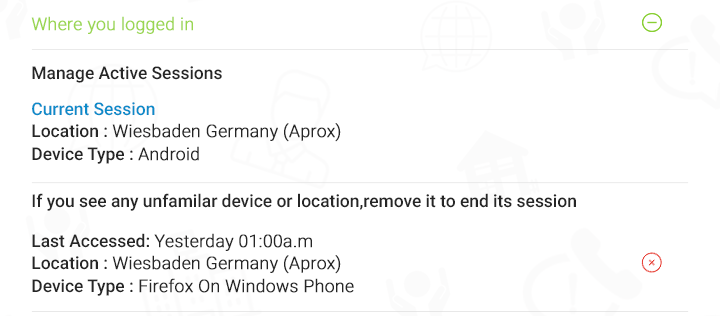 Where you logged in
Manage Active Sessions
Current Session
Location : Wiesbaden Germany (Aprox)
Device Type : Android
If you see any unfamilar device or location,remove it to end its session
Last Accessed: Yesterday 01:00a.m
Location : Wiesbaden Germany (Aprox)
Device Type : Firefox On Windows Phone